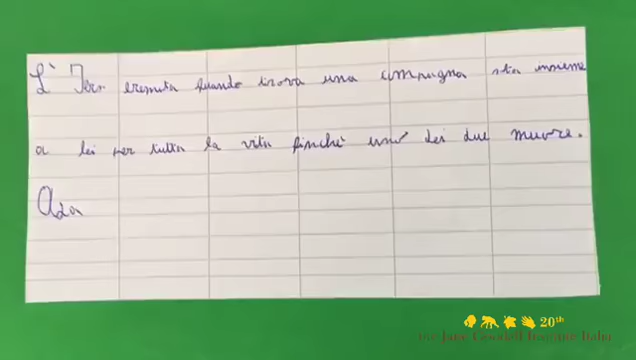 L'Ibis eremita quando trova una compagna sta insieme
a lei per tutta la vita finchè uno dei due muore.
Ada
20th
the Jane Goodall Institute Italia